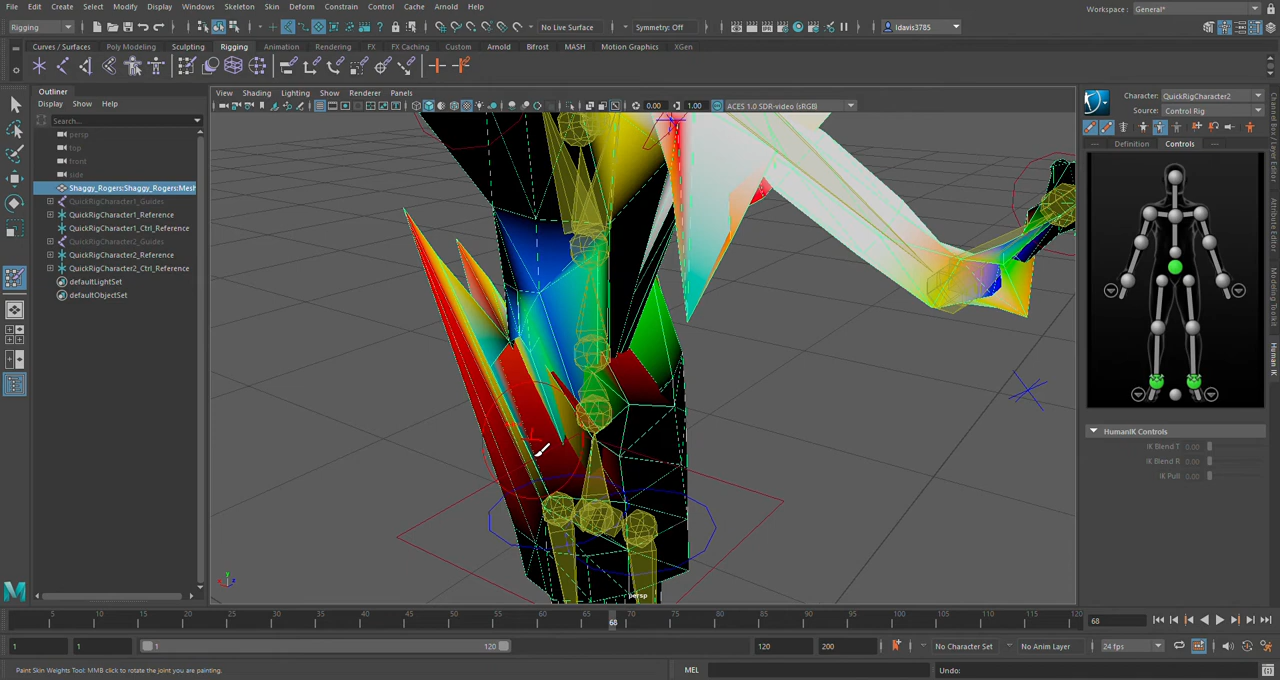 File Edit Create Select Modify Display Windows Skeleton Skin Deform Constrain Control Cache Arnold Help
Workspace: General*
Rigging
No Live Surface
Symmetry: Off
ldavis3785
Curves / Surfaces Poly Modeling Sculpting Rigging Animation Rendering FX FX Caching Custom Arnold Bifrost MASH Motion Graphics XGen
Outliner
Display Show Help
Search...
persp
top
front
side
Shaggy_Rogers:Shaggy_Rogers:Mesh
QuickRigCharacter1_Guides
QuickRigCharacter1_Reference
QuickRigCharacter1_Ctrl_Reference
QuickRigCharacter2_Guides
QuickRigCharacter2_Reference
QuickRigCharacter2_Ctrl_Reference
defaultLightSet
defaultObjectSet
View Shading Lighting Show Renderer Panels
0.00 1.00 ACES 1.0 SDR-video (sRGB)
persp
Character: QuickRigCharacter2
Source: Control Rig
Definition Controls
HumanIK Controls
IK Blend T 0.00
IK Blend R 0.00
IK Pull 0.00
Modeling Toolkit
Human IK
5 10 15 20 25 30 35 40 45 50 55 60 65 68 70 75 80 85 90 95 100 105 110 115 120
68
1 1 1 120 120 200
No Character Set
No Anim Layer
24 fps
Paint Skin Weights Tool: MMB click to rotate the joint you are painting.
MEL
Undo: